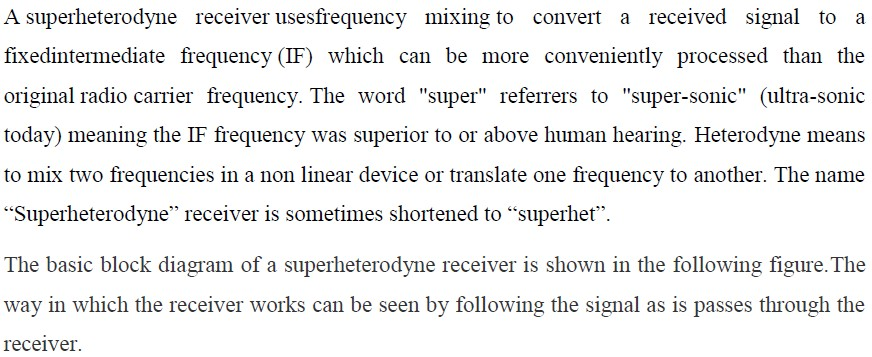 A superheterodyne receiver usesfrequency mixing to convert a received signal to a
fixedintermediate frequency (IF) which can be more conveniently processed than the
original radio carrier frequency. The word "super" referrers to "super-sonic" (ultra-sonic
today) meaning the IF frequency was superior to or above human hearing. Heterodyne means
to mix two frequencies in a non linear device or translate one frequency to another. The name
“Superheterodyne” receiver is sometimes shortened to “superhet”.
The basic block diagram of a superheterodyne receiver is shown in the following figure.The
way in which the receiver works can be seen by following the signal as is passes through the
receiver.